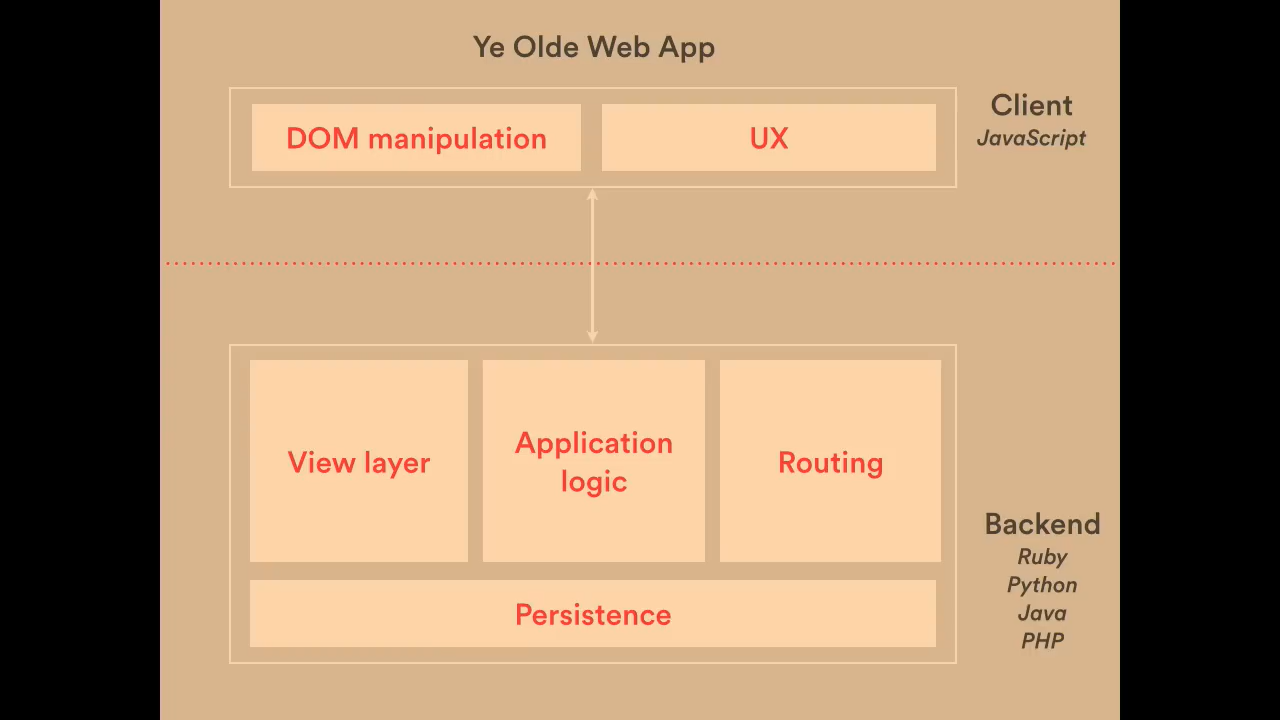 Ye Olde Web App
DOM manipulation
UX
Client
JavaScript
View layer
Application
logic
Routing
Persistence
Backend
Ruby
Python
Java
PHP